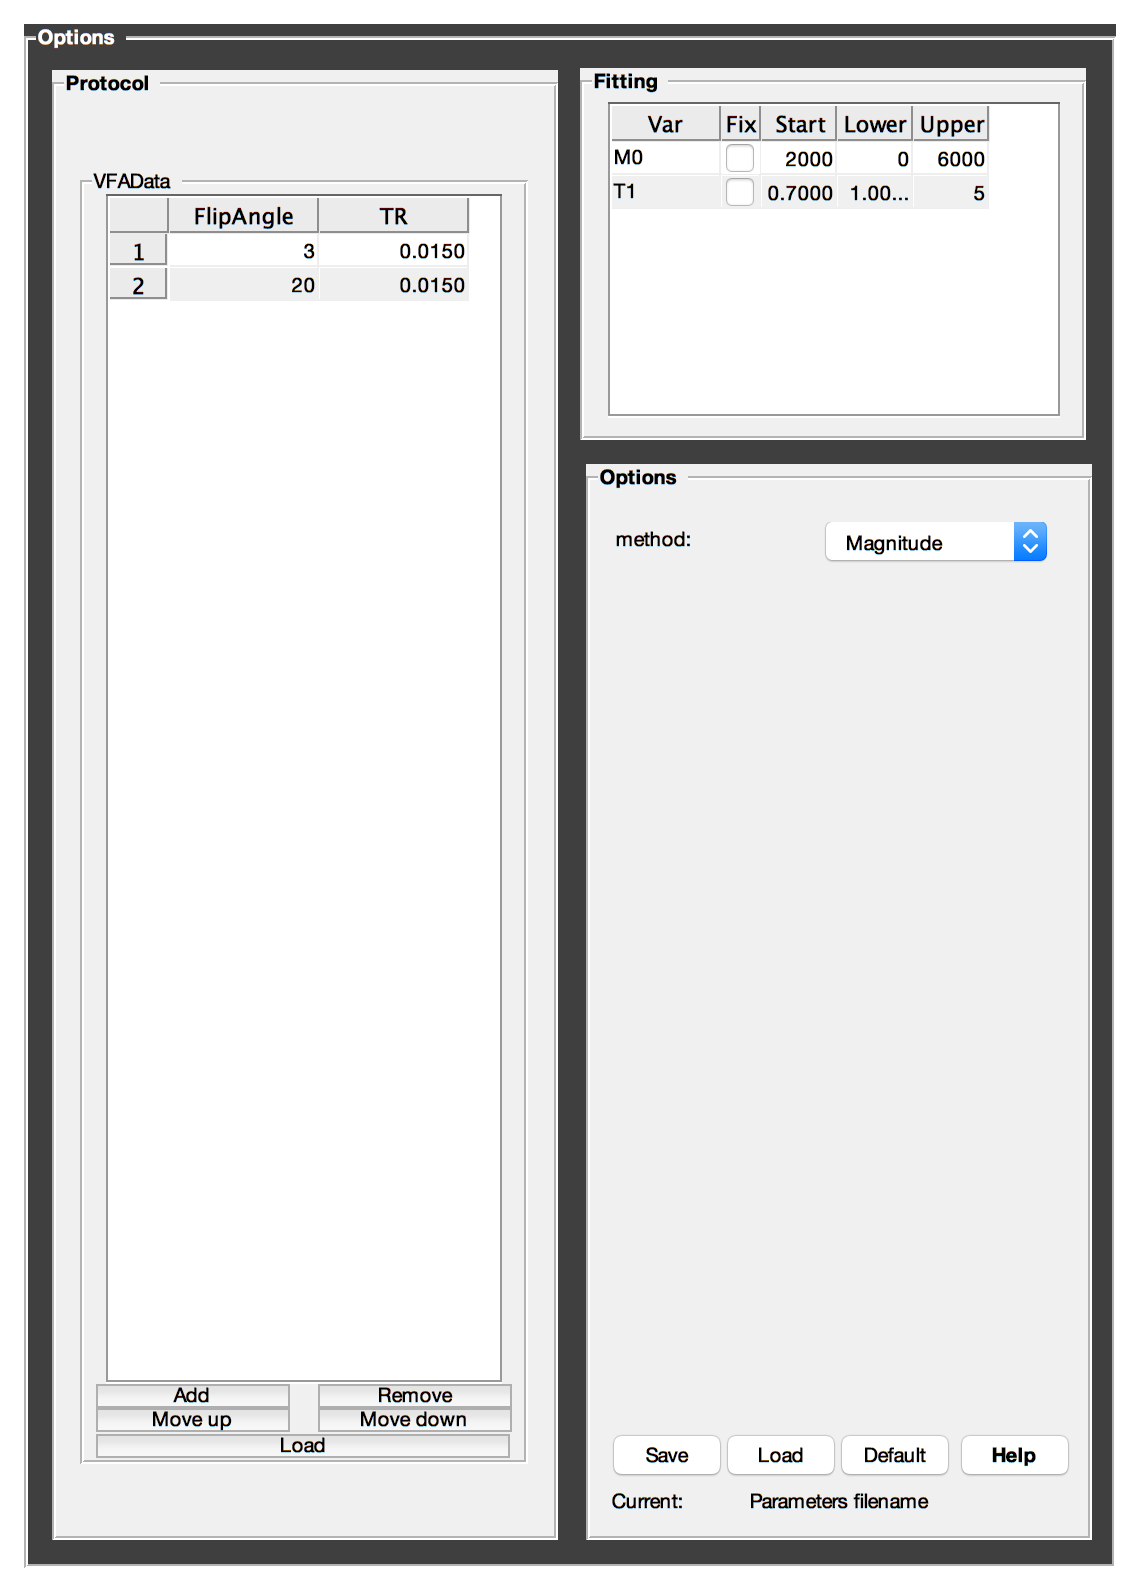 Options
Protocol
VFAData
FlipAngle TR
1 3 0.0150
2 20 0.0150
Add Remove
Move up Move down
Load
Fitting
Var Fix Start Lower Upper
M0 2000 0 6000
T1 0.7000 1.00... 5
Options
method: Magnitude
Save Load Default Help
Current: Parameters filename